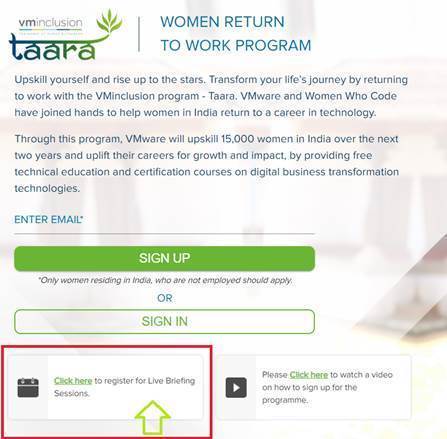 vminclusion
taara
WOMEN RETURN
TO WORK PROGRAM
Upskill yourself and rise up to the stars. Transform your life's journey by returning
to work with the VMinclusion program - Taara. VMware and Women Who Code
have joined hands to help women in India return to a career in technology.
Through this program, VMware will upskill 15,000 women in India over the next
two years and uplift their careers for growth and impact, by providing free
technical education and certification courses on digital business transformation
technologies.
ENTER EMAIL*
SIGN UP
*Only women residing in India, who are not employed should apply.
OR
SIGN IN
Click here to register for Live Briefing
Sessions.
Please Click here to watch a video
on how to sign up for the
programme.